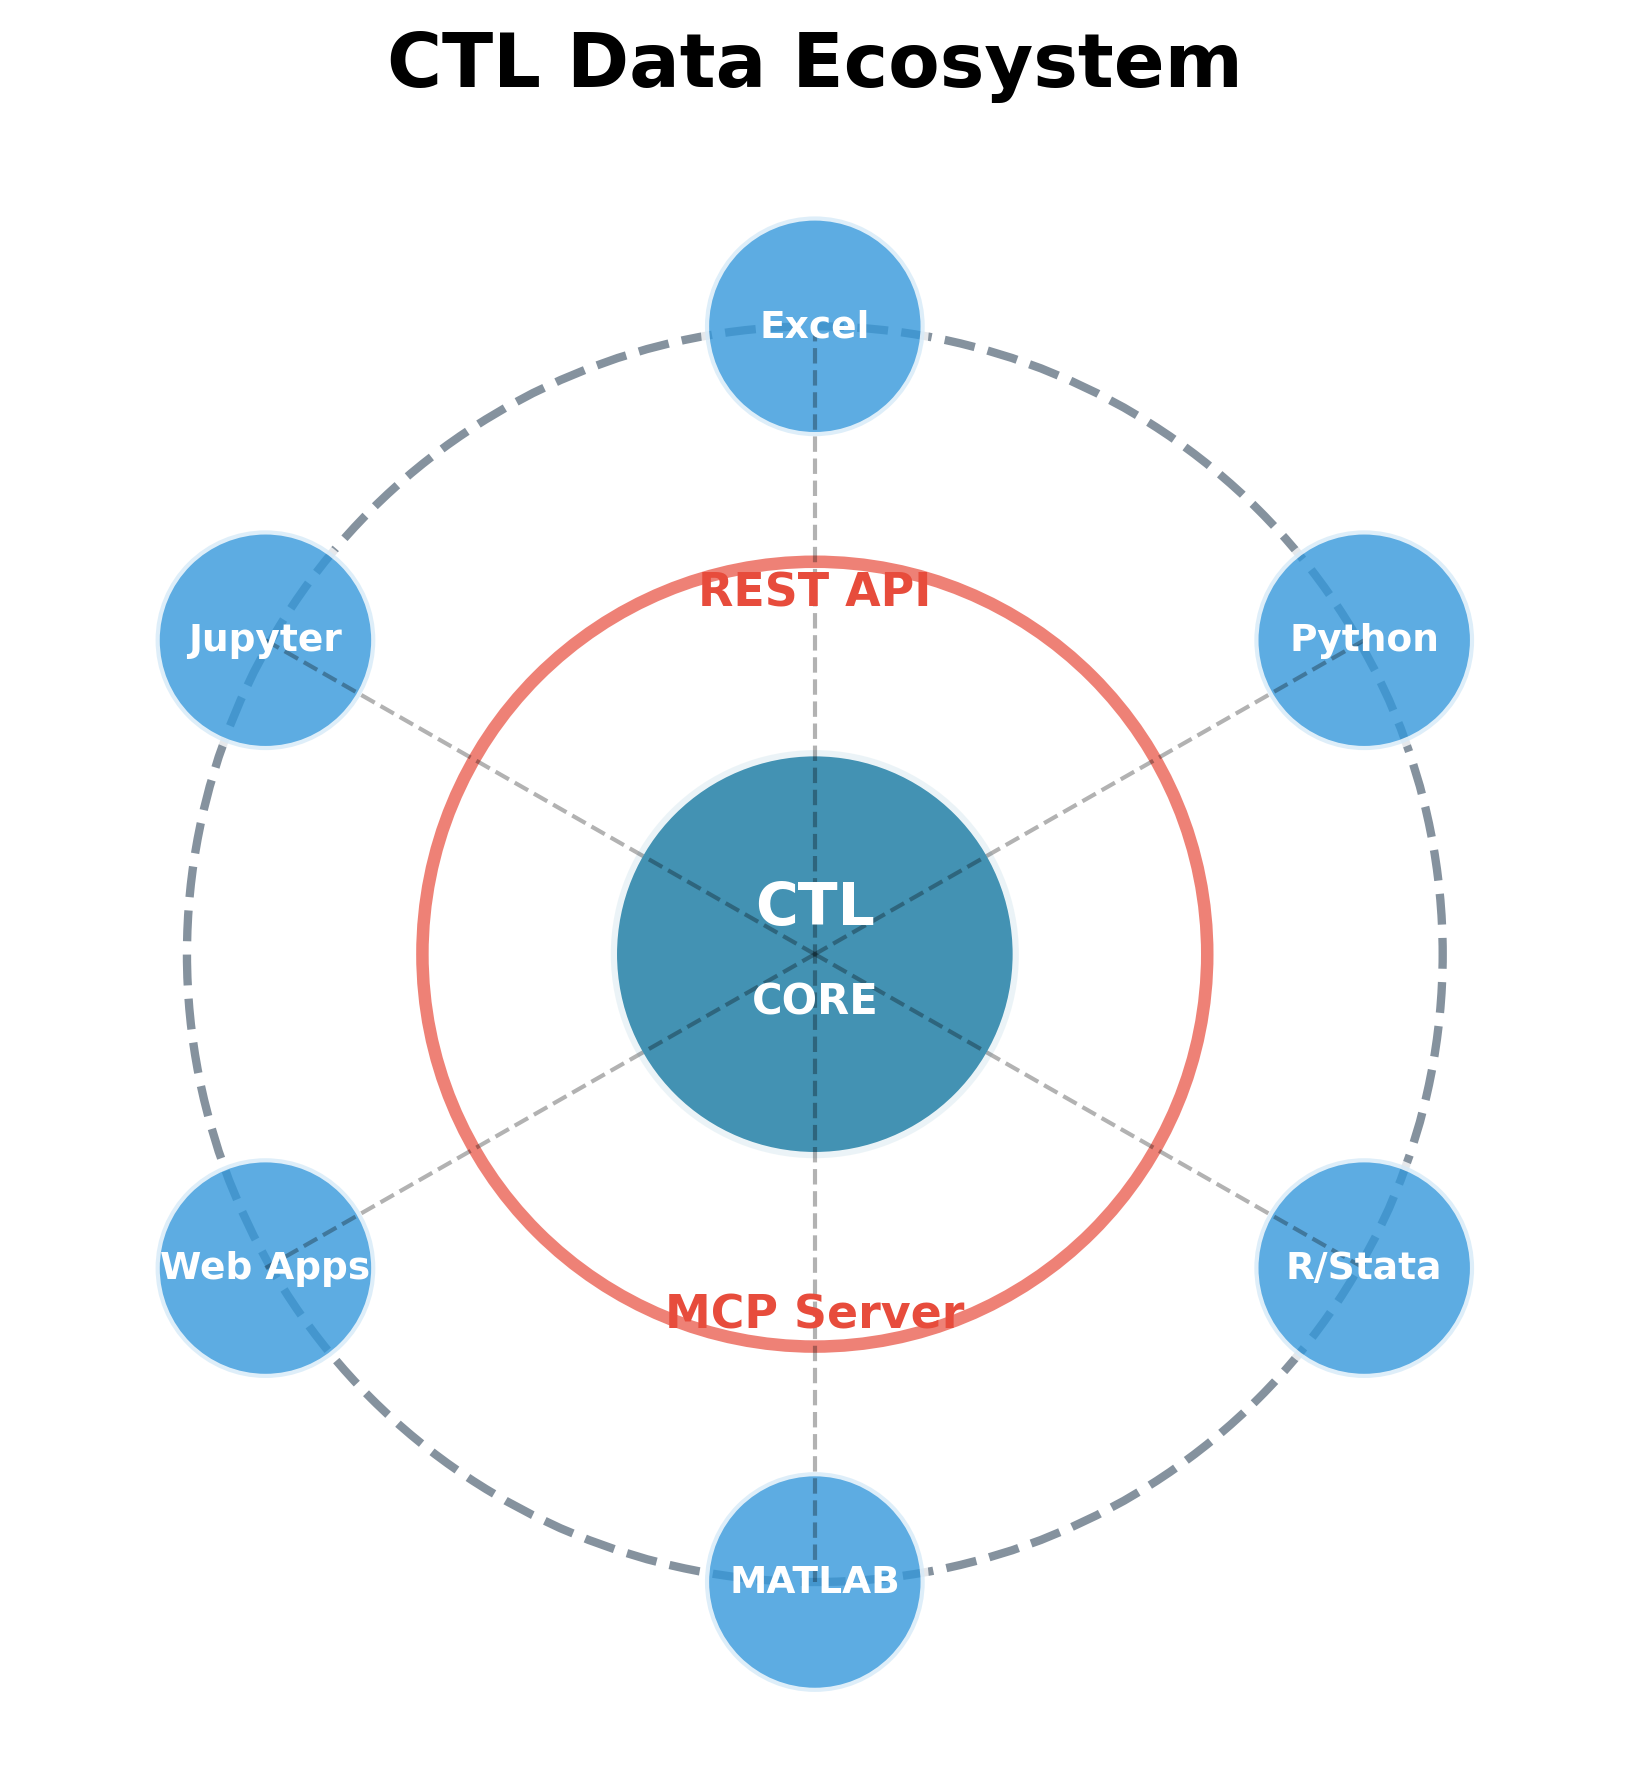 CTL Data Ecosystem
Excel
REST API
Jupyter
Python
CTL
CORE
Web Apps
R/Stata
MCP Server
MATLAB